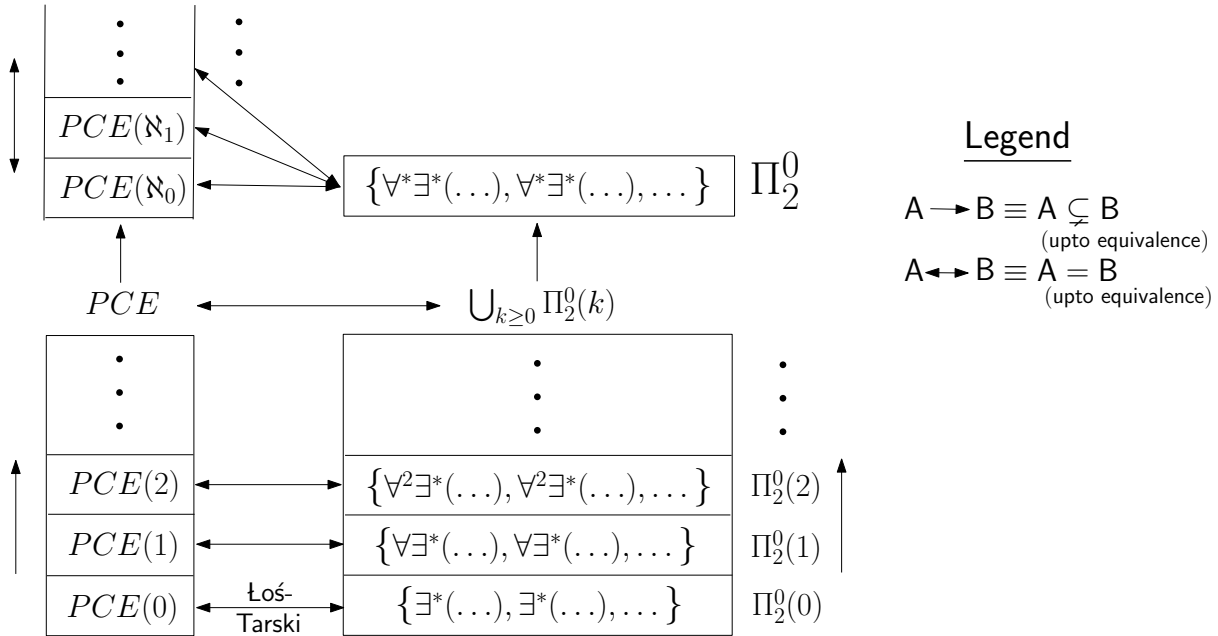 PCE(ℵ₁)
PCE(ℵ₀)
{∀*∃*(...), ∀*∃*(...), ...}
Π⁰₂
PCE
⋃ₖ≥₀ Π⁰₂(k)
PCE(2)
{∀²∃*(...), ∀²∃*(...), ...}
Π⁰₂(2)
PCE(1)
{∀∃*(...), ∀∃*(...), ...}
Π⁰₂(1)
PCE(0)
Łoś-
Tarski
{∃*(...), ∃*(...), ...}
Π⁰₂(0)
Legend
A → B ≡ A ⊊ B
(upto equivalence)
A ↔ B ≡ A = B
(upto equivalence)